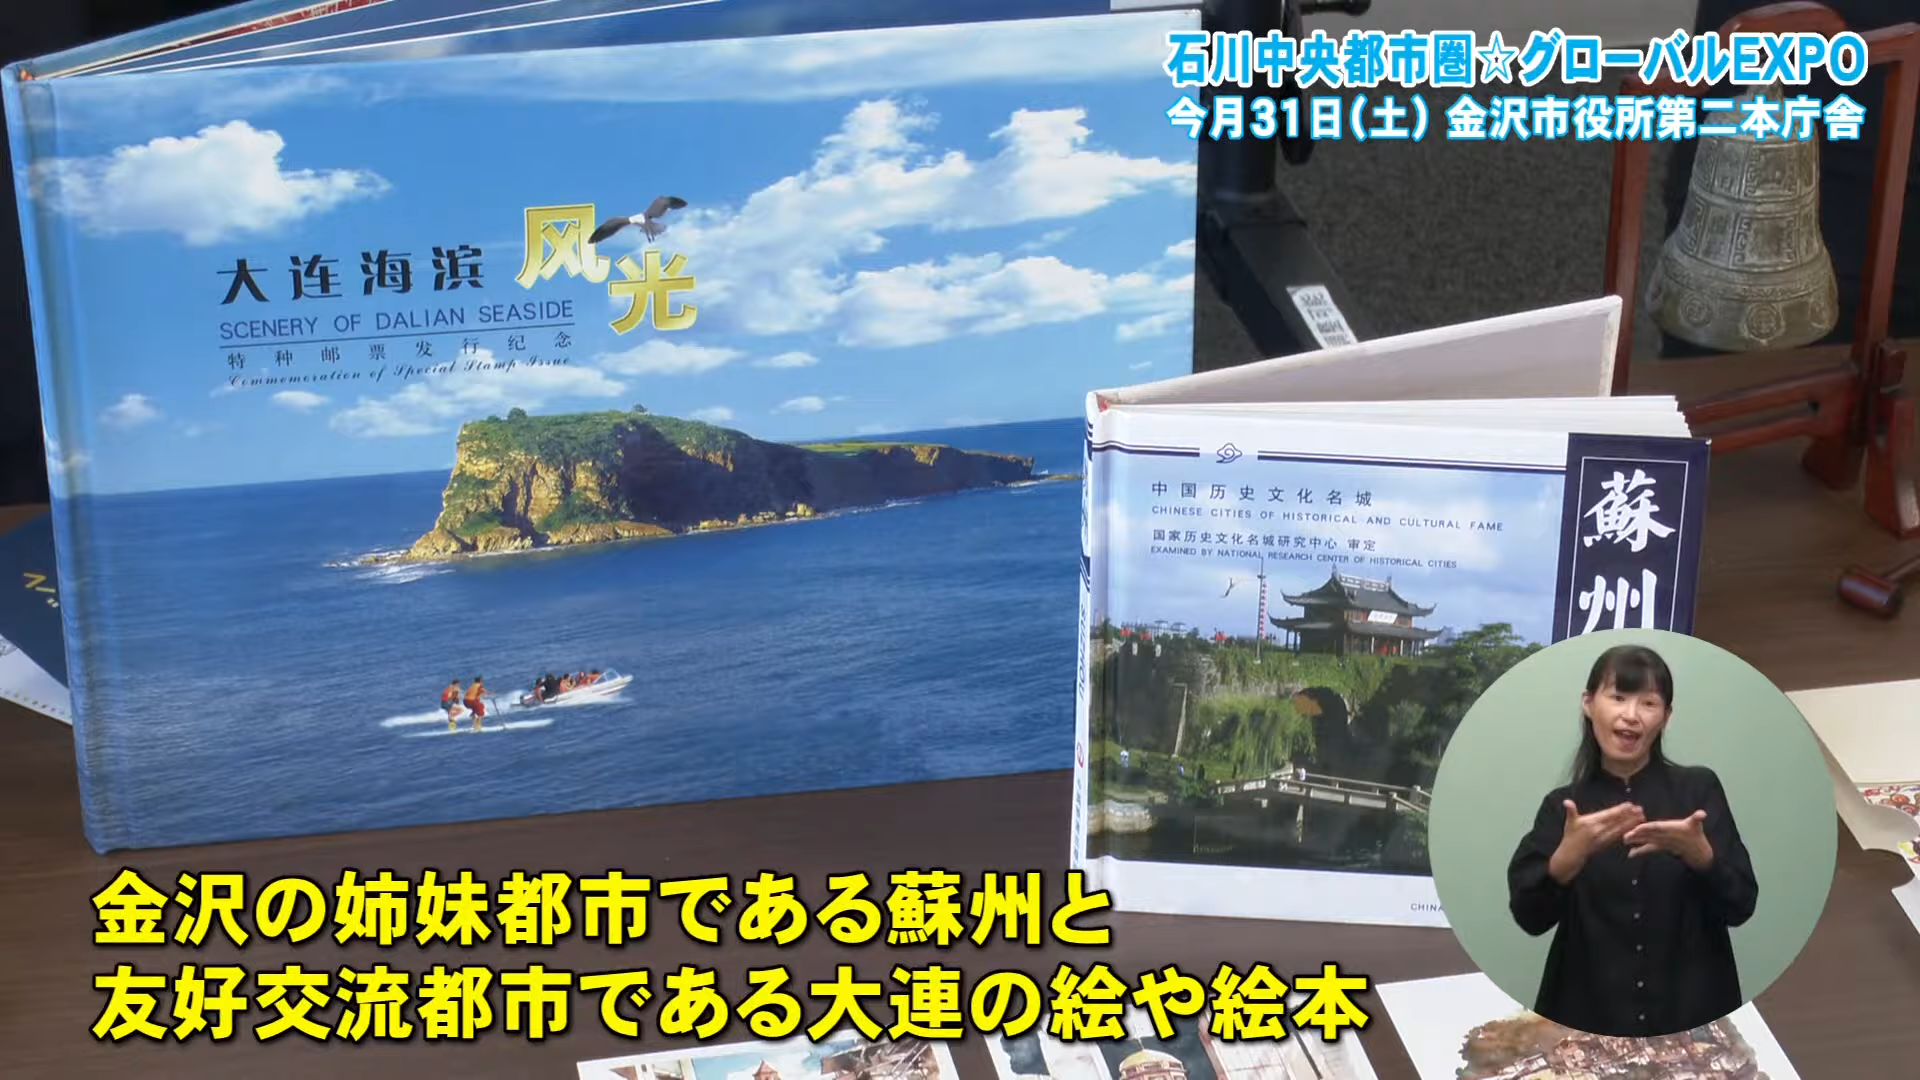 石川中央都市圏☆グローバルEXPO
今月31日(土) 金沢市役所第二本庁舎
大连海滨
风光
SCENERY OF DALIAN SEASIDE
特种邮票发行纪念
Commemoration of Special Stamp Issue
中国历史文化名城
CHINESE CITIES OF HISTORICAL AND CULTURAL FAME
国家历史文化名城研究中心 审定
EXAMINED BY NATIONAL RESEARCH CENTER OF HISTORICAL CITIES
蘇州
SUZHOU
CHINA
金沢の姉妹都市である蘇州と
友好交流都市である大連の絵や絵本